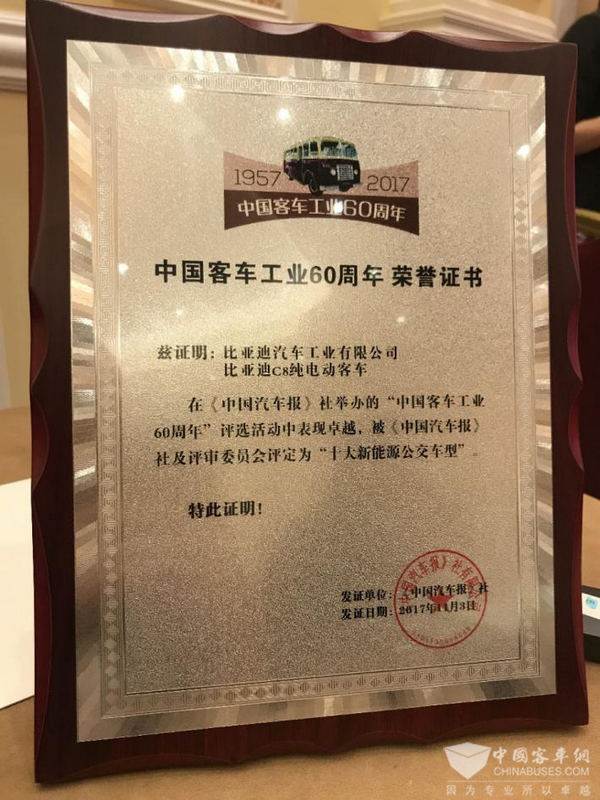 1957 2017
中国客车工业60周年
中国客车工业60周年 荣誉证书
兹证明：比亚迪汽车工业有限公司
比亚迪C8纯电动客车
在《中国汽车报》社举办的“中国客车工业
60周年”评选活动中表现卓越，被《中国汽车报》
社及评审委员会评定为“十大新能源公交车型”。
特此证明！
发证单位：《中国汽车报》社
发证日期：2017年11月3日
中國客車網
CHINABUSES.COM
因为专业所以卓越